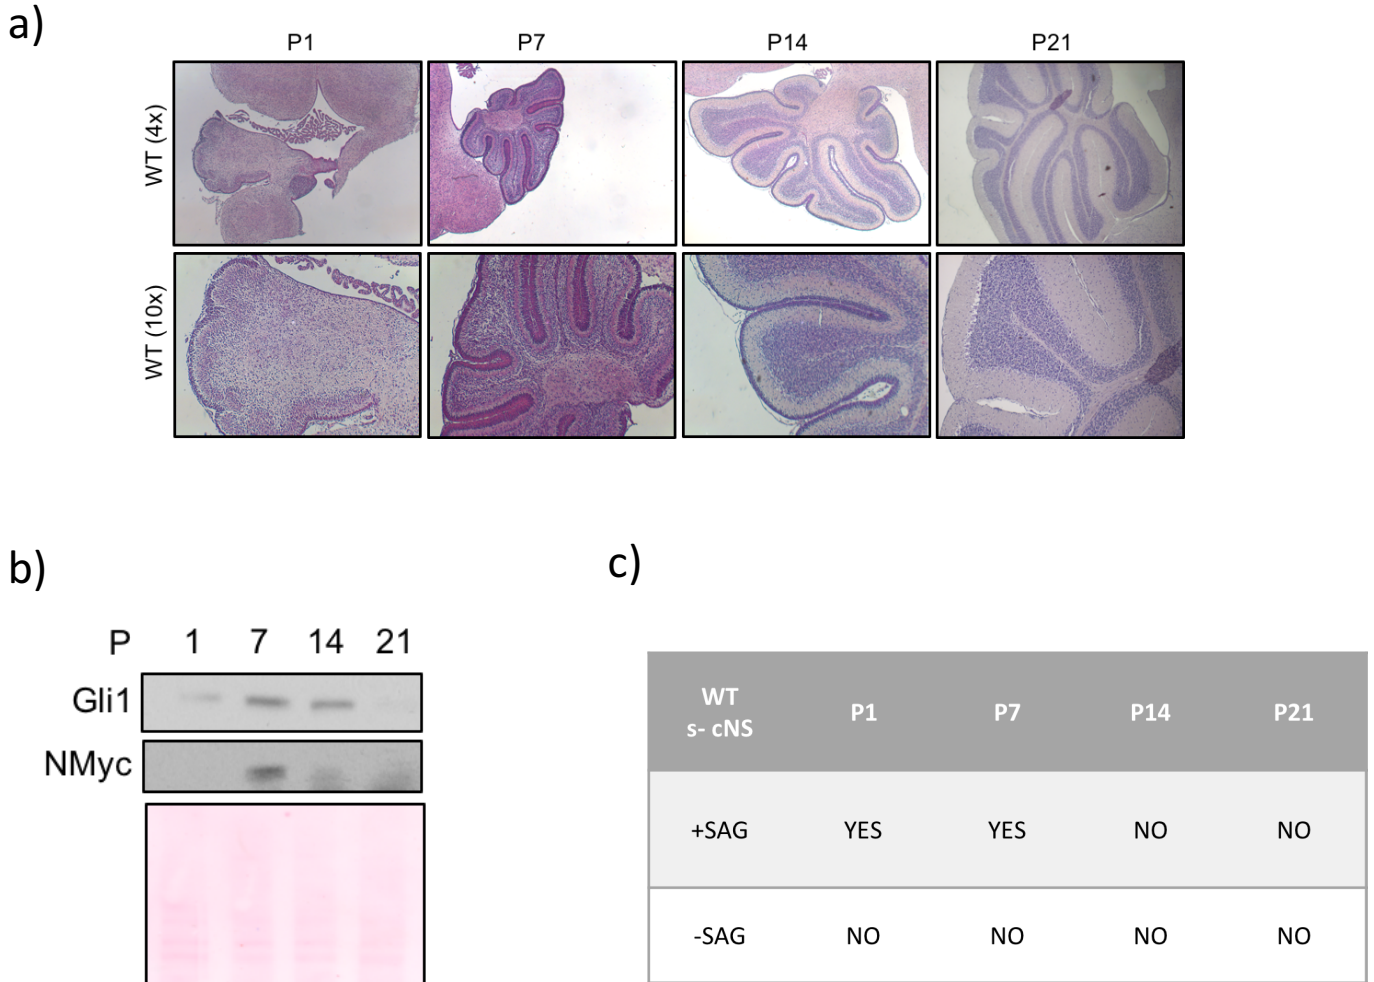 a)
P1 P7 P14 P21
WT (4x)
WT (10x)
b)
P 1 7 14 21
Gli1
NMyc
c)
WT
s- cNS P1 P7 P14 P21
+SAG YES YES NO NO
-SAG NO NO NO NO